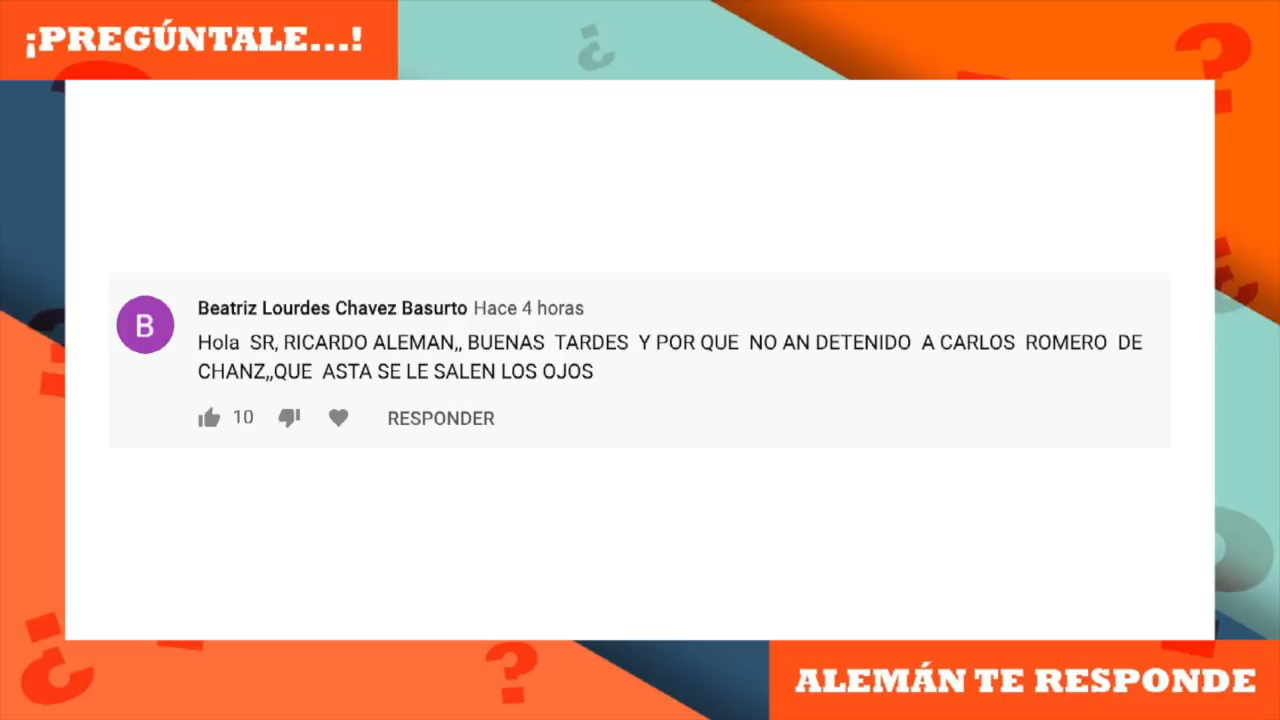 ¡PREGÚNTALE...!
B
Beatriz Lourdes Chavez Basurto Hace 4 horas
Hola SR, RICARDO ALEMAN,, BUENAS TARDES Y POR QUE NO AN DETENIDO A CARLOS ROMERO DE
CHANZ,,QUE ASTA SE LE SALEN LOS OJOS
10 RESPONDER
ALEMÁN TE RESPONDE